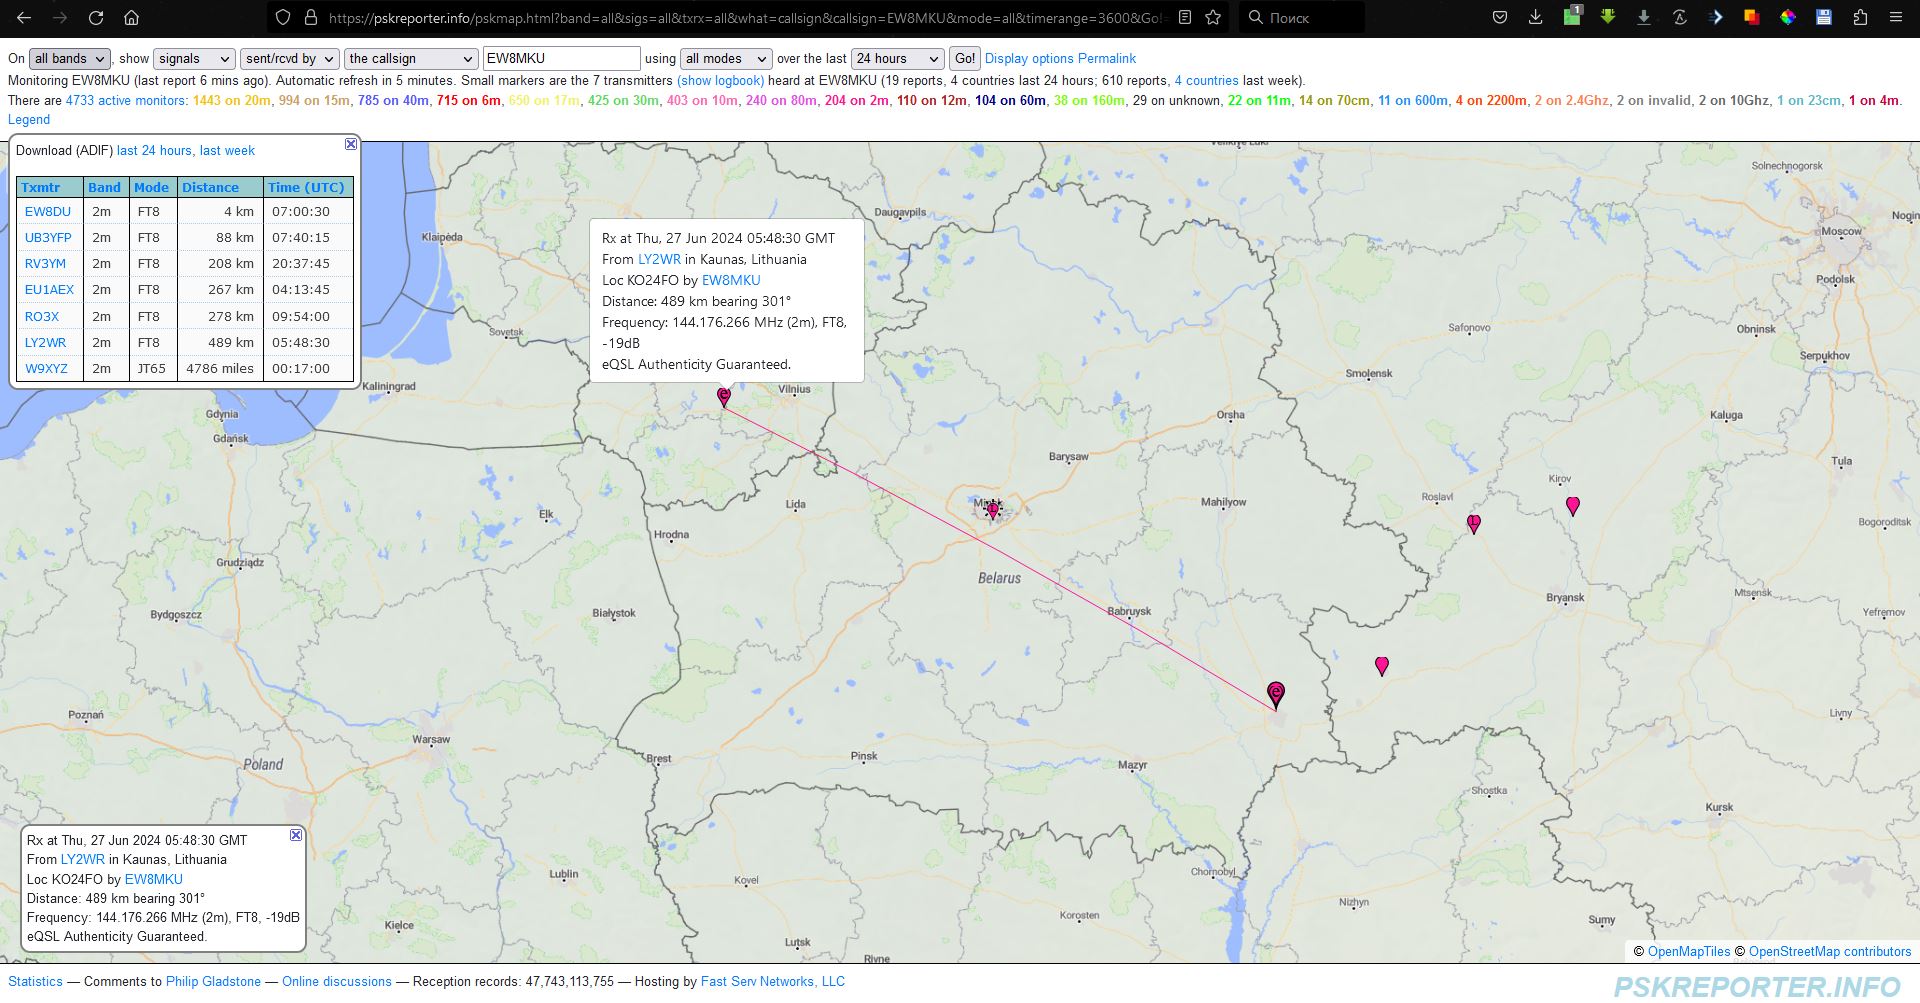 https://pskreporter.info/pskmap.html?band=all&sigs=all&txrx=all&what=callsign&callsign=EW8MKU&mode=all&timerange=3600&Go!
Поиск
1
On all bands, show signals sent/rcvd by the callsign EW8MKU using all modes over the last 24 hours Go! Display options Permalink
Monitoring EW8MKU (last report 6 mins ago). Automatic refresh in 5 minutes. Small markers are the 7 transmitters (show logbook) heard at EW8MKU (19 reports, 4 countries last 24 hours; 610 reports, 4 countries last week).
There are 4733 active monitors: 1443 on 20m, 994 on 15m, 785 on 40m, 715 on 6m, 650 on 17m, 425 on 30m, 403 on 10m, 240 on 80m, 204 on 2m, 110 on 12m, 104 on 60m, 38 on 160m, 29 on unknown, 22 on 11m, 14 on 70cm, 11 on 600m, 4 on 2200m, 2 on 2.4Ghz, 2 on invalid, 2 on 10Ghz, 1 on 23cm, 1 on 4m.
Legend
Download (ADIF) last 24 hours, last week
Txmtr Band Mode Distance Time (UTC)
EW8DU 2m FT8 4 km 07:00:30
UB3YFP 2m FT8 88 km 07:40:15
RV3YM 2m FT8 208 km 20:37:45
EU1AEX 2m FT8 267 km 04:13:45
RO3X 2m FT8 278 km 09:54:00
LY2WR 2m FT8 489 km 05:48:30
W9XYZ 2m JT65 4786 miles 00:17:00
Rx at Thu, 27 Jun 2024 05:48:30 GMT
From LY2WR in Kaunas, Lithuania
Loc KO24FO by EW8MKU
Distance: 489 km bearing 301°
Frequency: 144.176.266 MHz (2m), FT8,
-19dB
eQSL Authenticity Guaranteed.
Solnechnogorsk
Nogin
Moscow
Podolsk
Daugavpils
Klaipėda
Sovetsk
Safonovo
Obninsk
Serpukhov
Kaliningrad
Vilnius
Smolensk
Gdynia
Gdańsk
Orsha
Kaluga
Barysaw
Tula
Lida
Minsk
Mahilyow
Roslavl
Kirov
Elk
Hrodna
Bogoroditsk
Grudziądz
Belarus
Bydgoszcz
Białystok
Babruysk
Bryansk
Mtsensk
Yefremov
Poznań
Warsaw
Livny
Poland
Brest
Pinsk
Mazyr
Shostka
Kursk
Lublin
Kovel
Chornobyl
Nizhyn
Korosten
Sumy
Kielce
Lutsk
Rivne
Rx at Thu, 27 Jun 2024 05:48:30 GMT
From LY2WR in Kaunas, Lithuania
Loc KO24FO by EW8MKU
Distance: 489 km bearing 301°
Frequency: 144.176.266 MHz (2m), FT8, -19dB
eQSL Authenticity Guaranteed.
© OpenMapTiles © OpenStreetMap contributors
Statistics — Comments to Philip Gladstone — Online discussions — Reception records: 47,743,113,755 — Hosting by Fast Serv Networks, LLC
PSKREPORTER.INFO